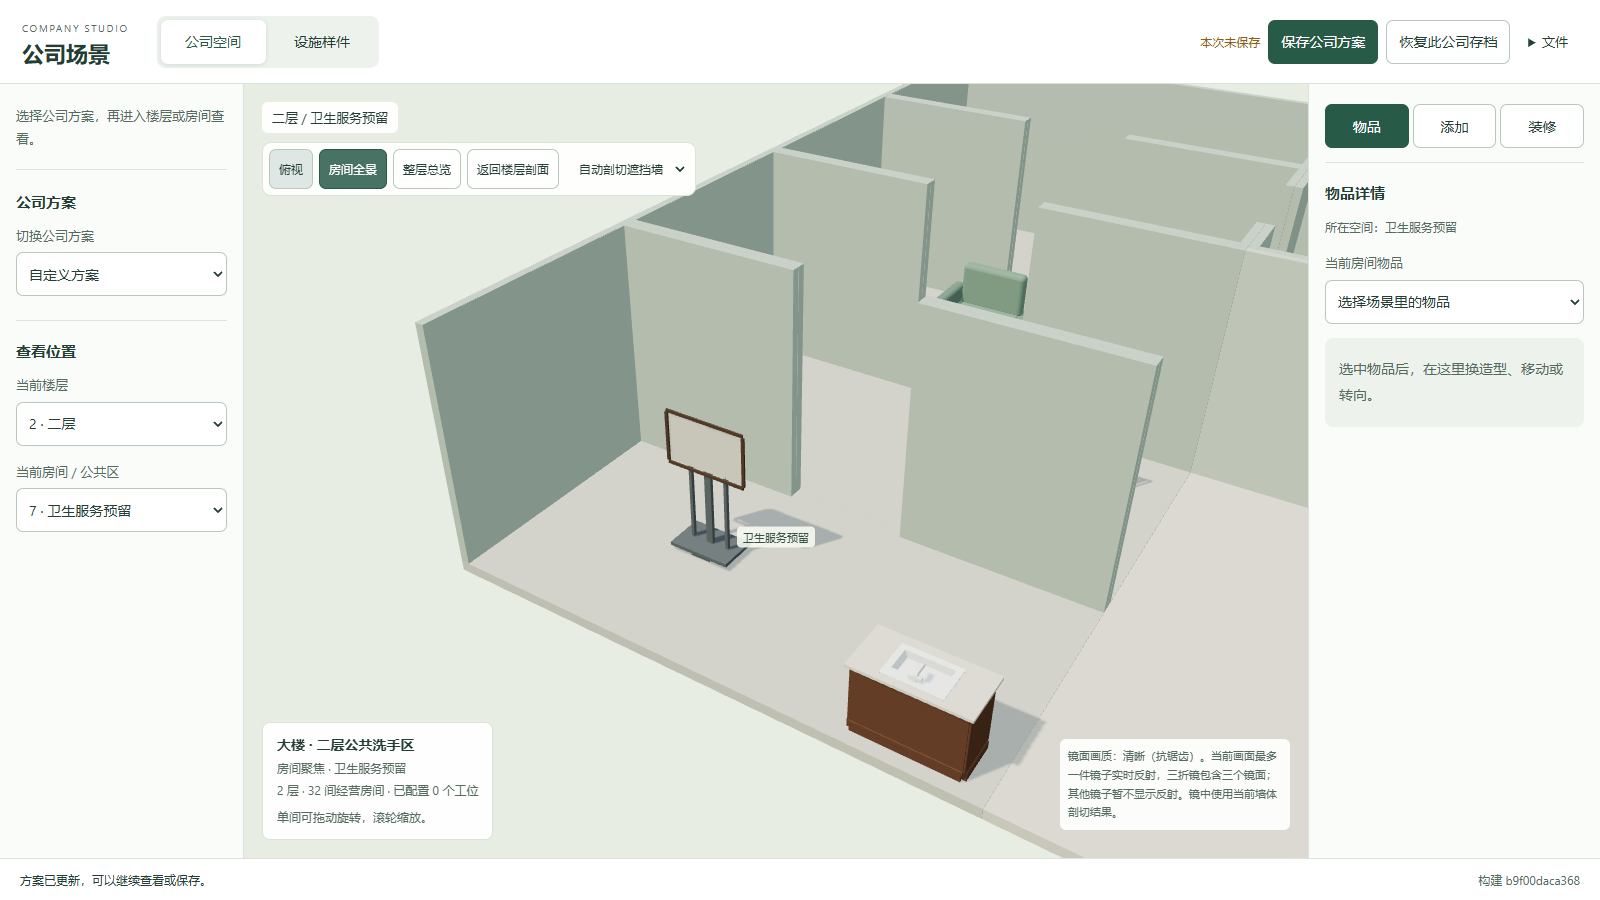 COMPANY STUDIO
公司场景
公司空间
设施样件
本次未保存
保存公司方案
恢复此公司存档
▶ 文件
选择公司方案，再进入楼层或房间查看。
公司方案
切换公司方案
自定义方案
查看位置
当前楼层
2 · 二层
当前房间 / 公共区
7 · 卫生服务预留
二层 / 卫生服务预留
俯视
房间全景
整层总览
返回楼层剖面
自动剖切遮挡墙
卫生服务预留
大楼 · 二层公共洗手区
房间聚焦 · 卫生服务预留
2 层 · 32 间经营房间 · 已配置 0 个工位
单间可拖动旋转，滚轮缩放。
镜面画质：清晰（抗锯齿）。当前画面最多
一件镜子实时反射，三折镜包含三个镜面；
其他镜子暂不显示反射。镜中使用当前墙体
剖切结果。
物品
添加
装修
物品详情
所在空间：卫生服务预留
当前房间物品
选择场景里的物品
选中物品后，在这里换造型、移动或
转向。
方案已更新，可以继续查看或保存。
构建 b9f00daca368